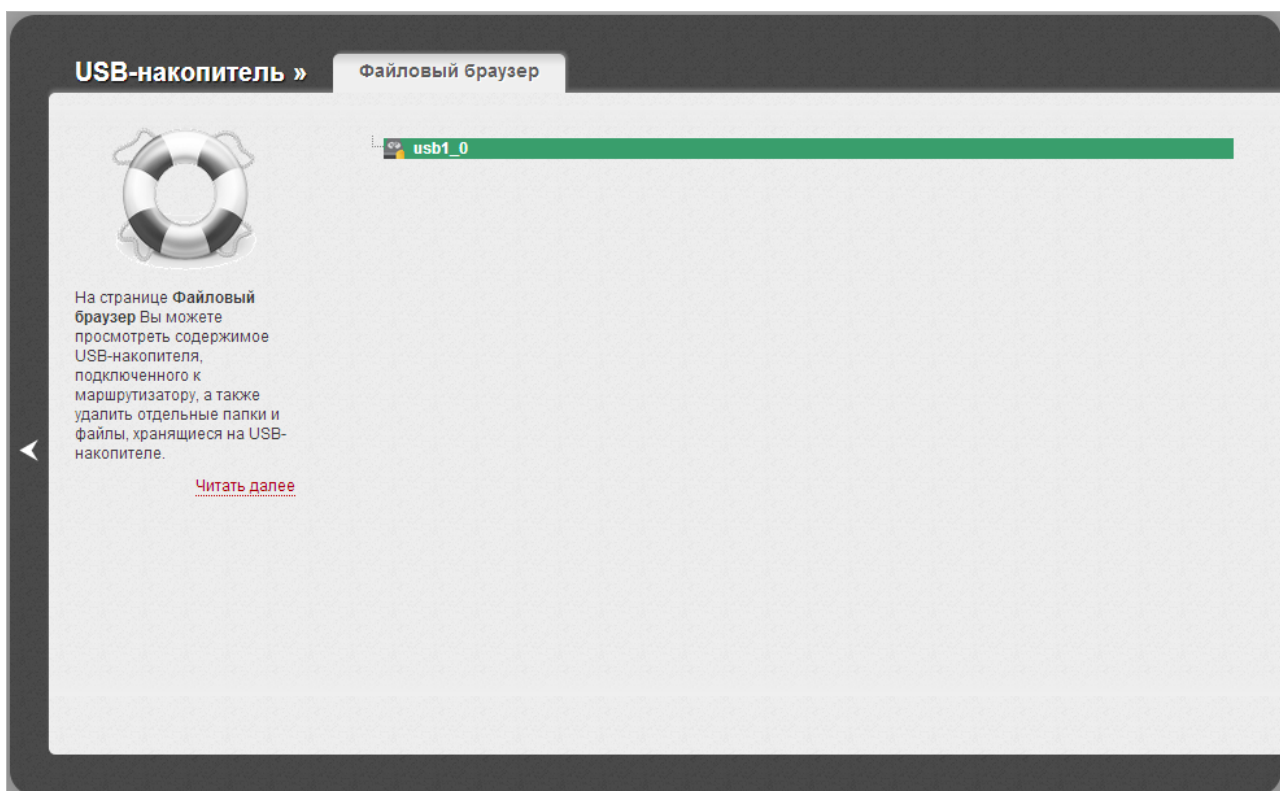 USB-накопитель »
Файловый браузер
usb1_0
На странице Файловый
браузер Вы можете
просмотреть содержимое
USB-накопителя,
подключенного к
маршрутизатору, а также
удалить отдельные папки и
файлы, хранящиеся на USB-
накопителе.
Читать далее